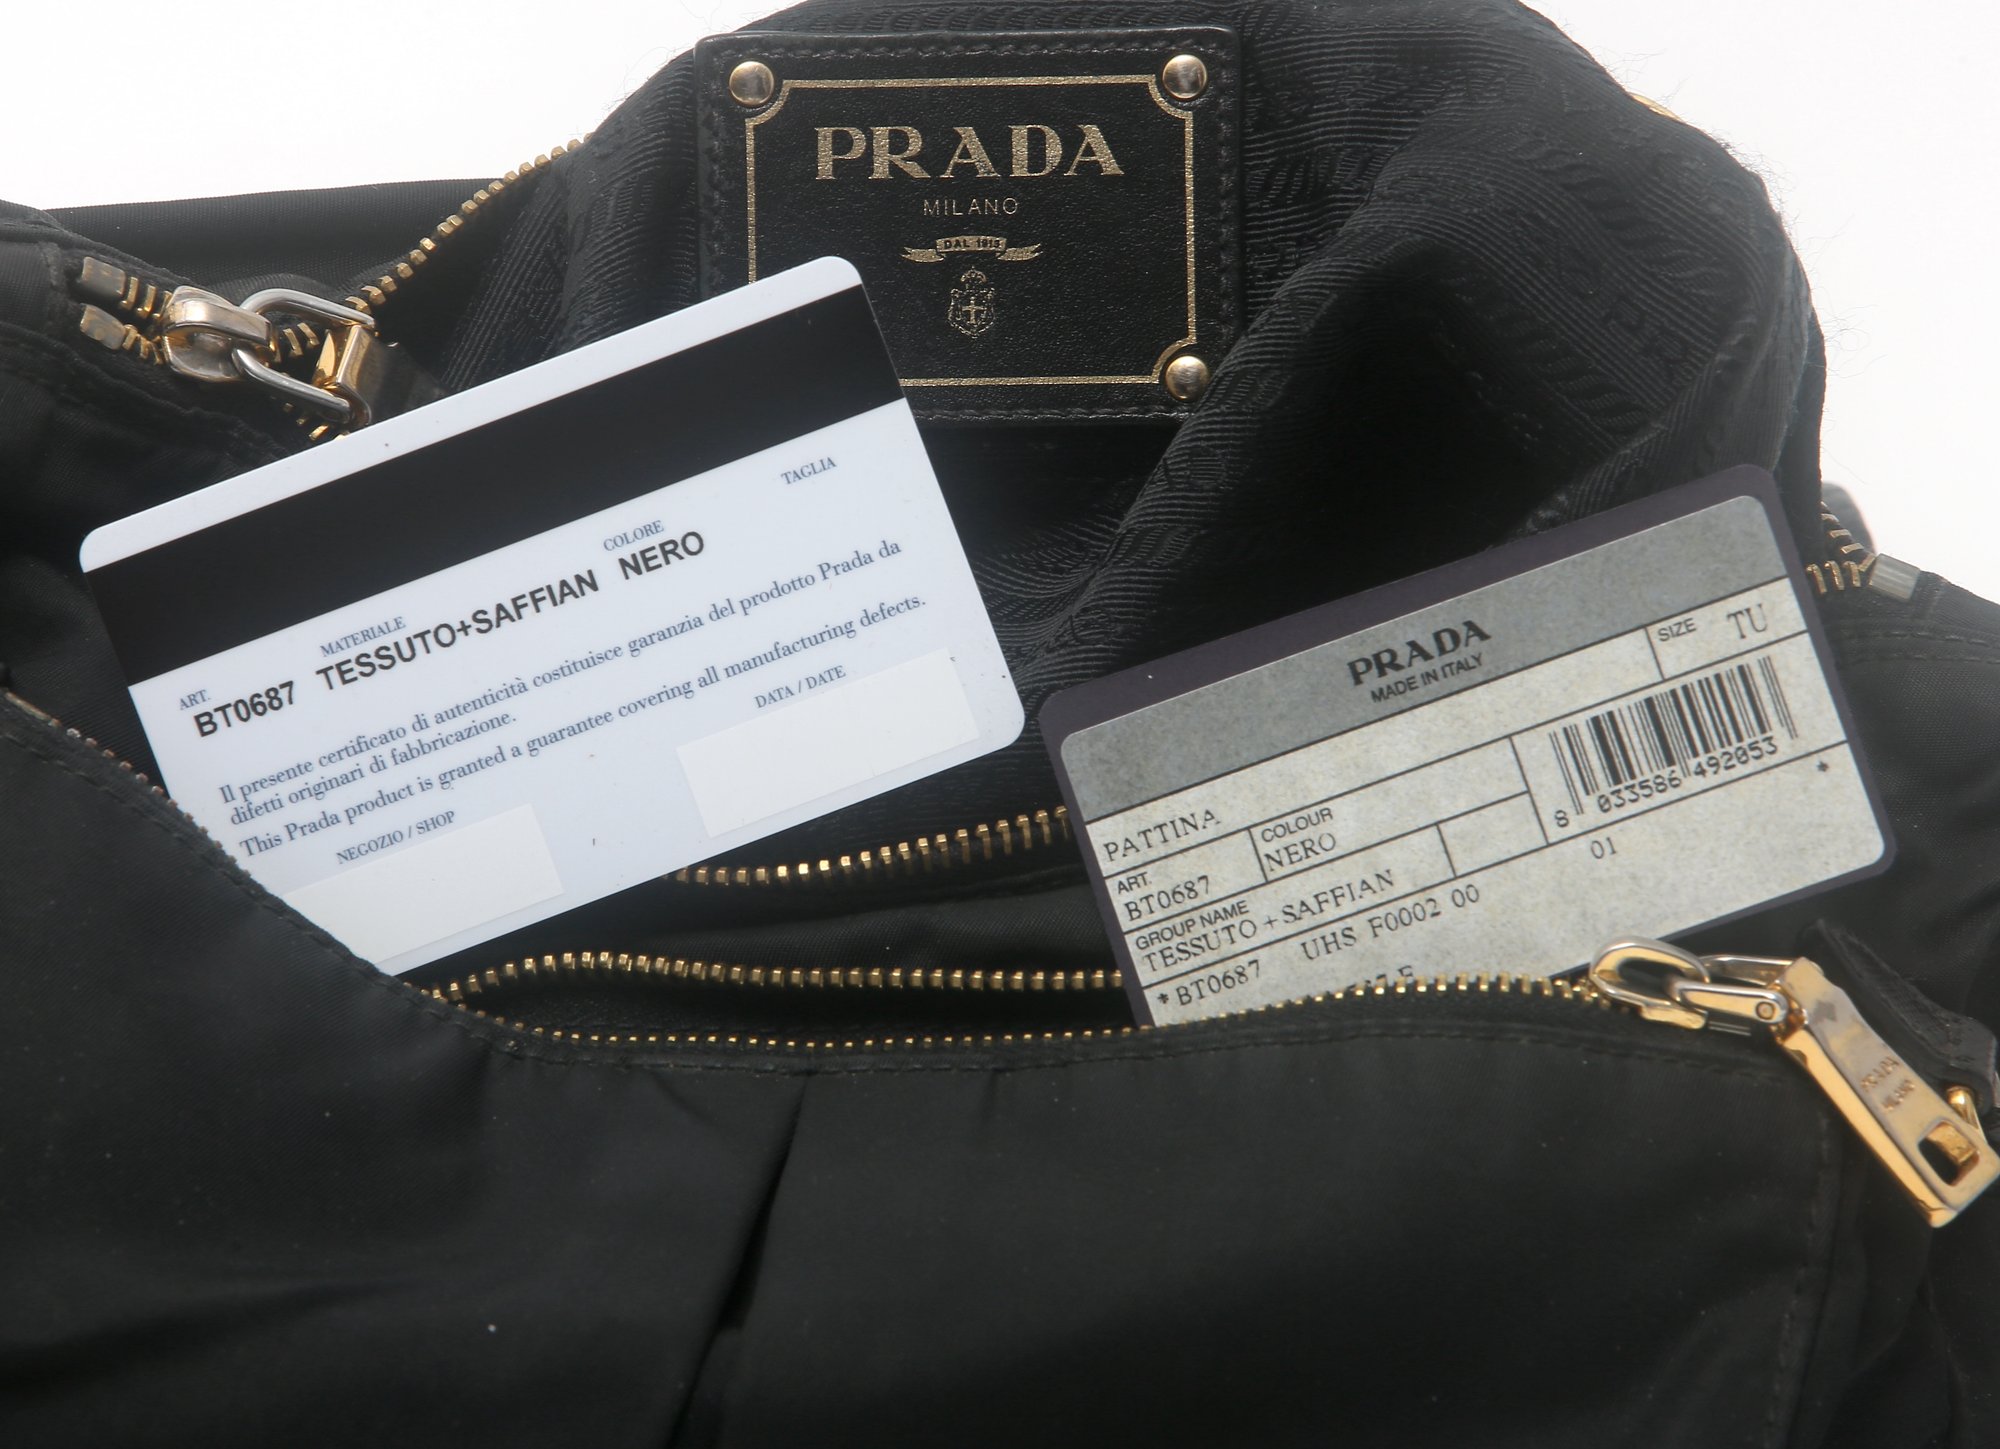 PRADA
MILANO
DAL 1913
TAGLIA
COLORE
NERO
MATERIALE
TESSUTO+SAFFIAN
ART.
BT0687
Il presente certificato di autenticità costituisce garanzia del prodotto Prada da
difetti originari di fabbricazione.
This Prada product is granted a guarantee covering all manufacturing defects.
NEGOZIO / SHOP
DATA / DATE
PRADA
MADE IN ITALY
SIZE TU
PATTINA
ART.
BT0687
COLOUR
NERO
8 033586 492053
GROUP NAME
TESSUTO+SAFFIAN
*BT0687 UHS F0002 00 01 *
PRADA
MILANO